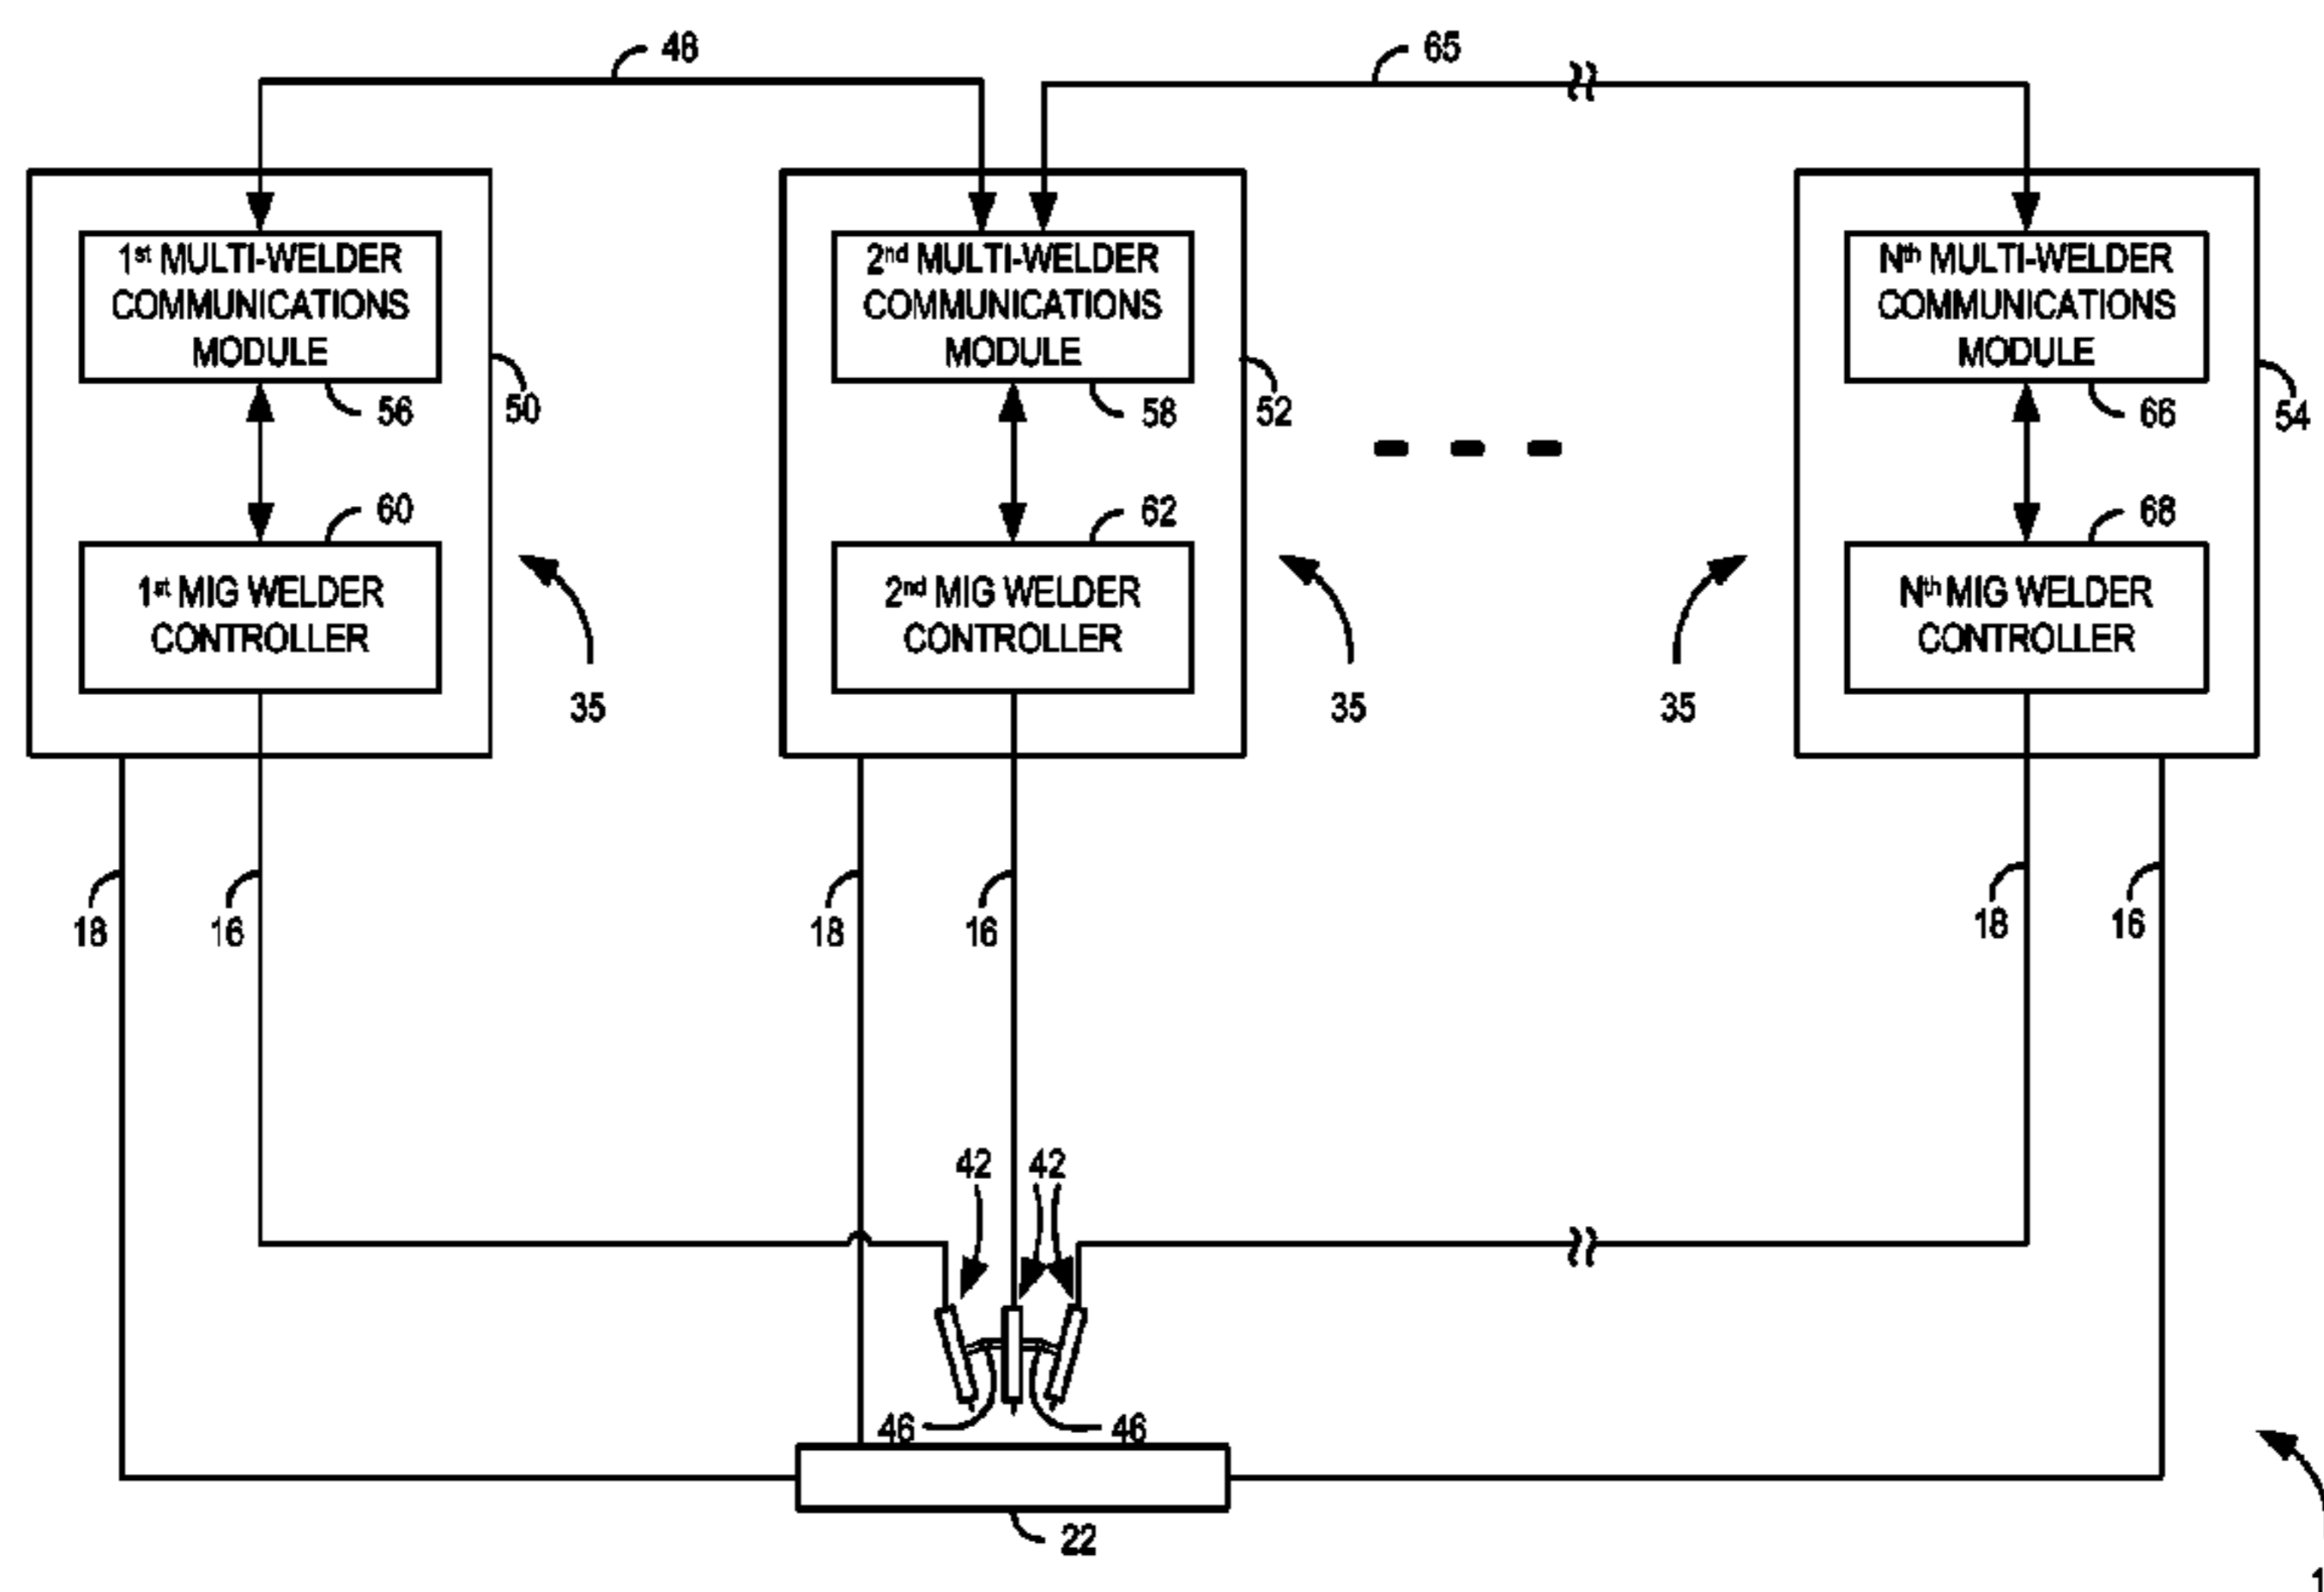 48
65
1st MULTI-WELDER
COMMUNICATIONS
MODULE
2nd MULTI-WELDER
COMMUNICATIONS
MODULE
Nth MULTI-WELDER
COMMUNICATIONS
MODULE
56
50
58
52
66
54
60
62
68
1st MIG WELDER
CONTROLLER
2nd MIG WELDER
CONTROLLER
Nth MIG WELDER
CONTROLLER
35
35
35
18
16
18
16
18
16
42
42
46
46
22